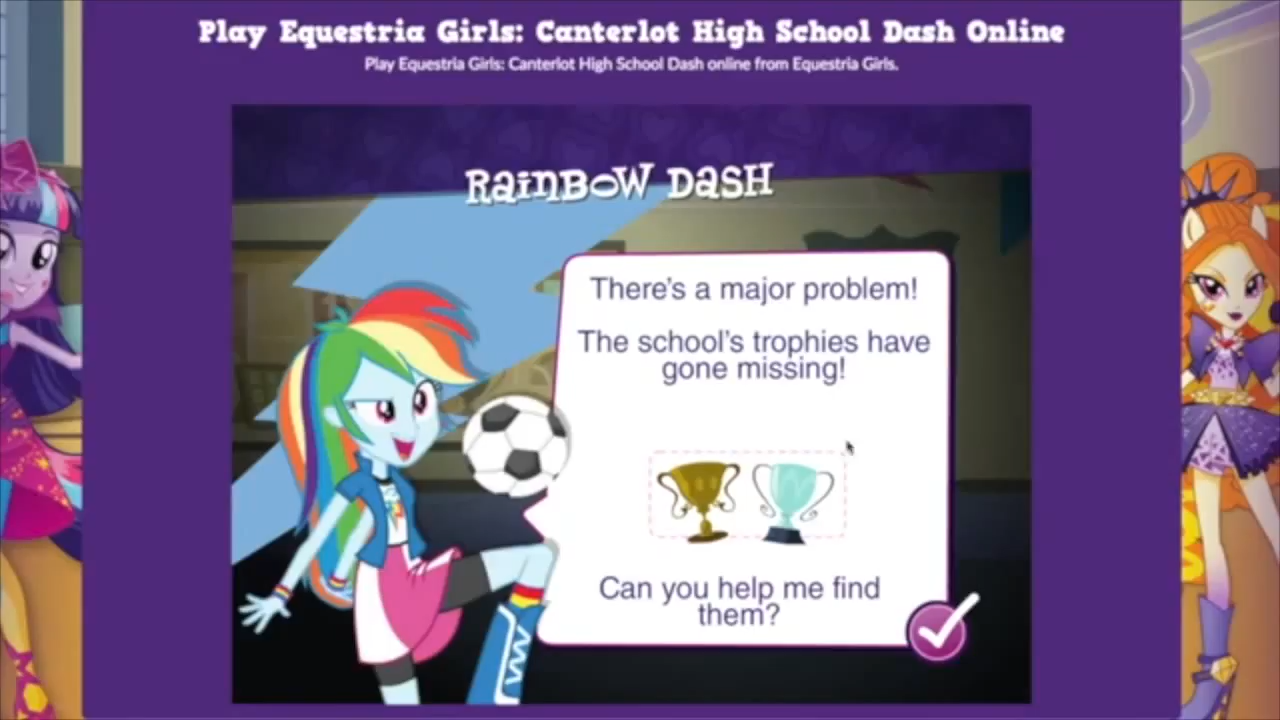 Play Equestria Girls: Canterlot High School Dash Online
Play Equestria Girls: Canterlot High School Dash online from Equestria Girls.
RAINBOW DASH
There's a major problem!
The school's trophies have
gone missing!
Can you help me find
them?